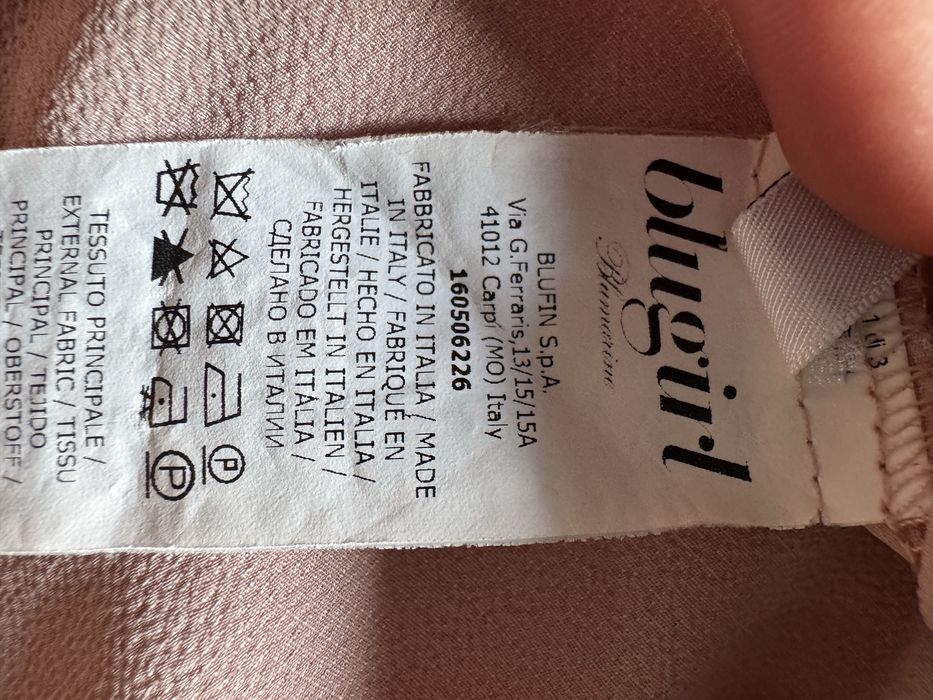 blugirl
Blumarine
BLUFIN S.p.A.
Via G.Ferraris,13/15/15A
41012 Carpi (MO) Italy
160506226
FABBRICATO IN ITALIA / MADE
IN ITALY / FABRIQUÉ EN
ITALIE / HECHO EN ITALIA /
HERGESTELLT IN ITALIEN /
FABRICADO EM ITÁLIA /
СДЕЛАНО В ИТАЛИИ
P
P
TESSUTO PRINCIPALE /
EXTERNAL FABRIC / TISSU
PRINCIPAL / TEJIDO
PRINCIPAL / OBERSTOFF /
1 di 3